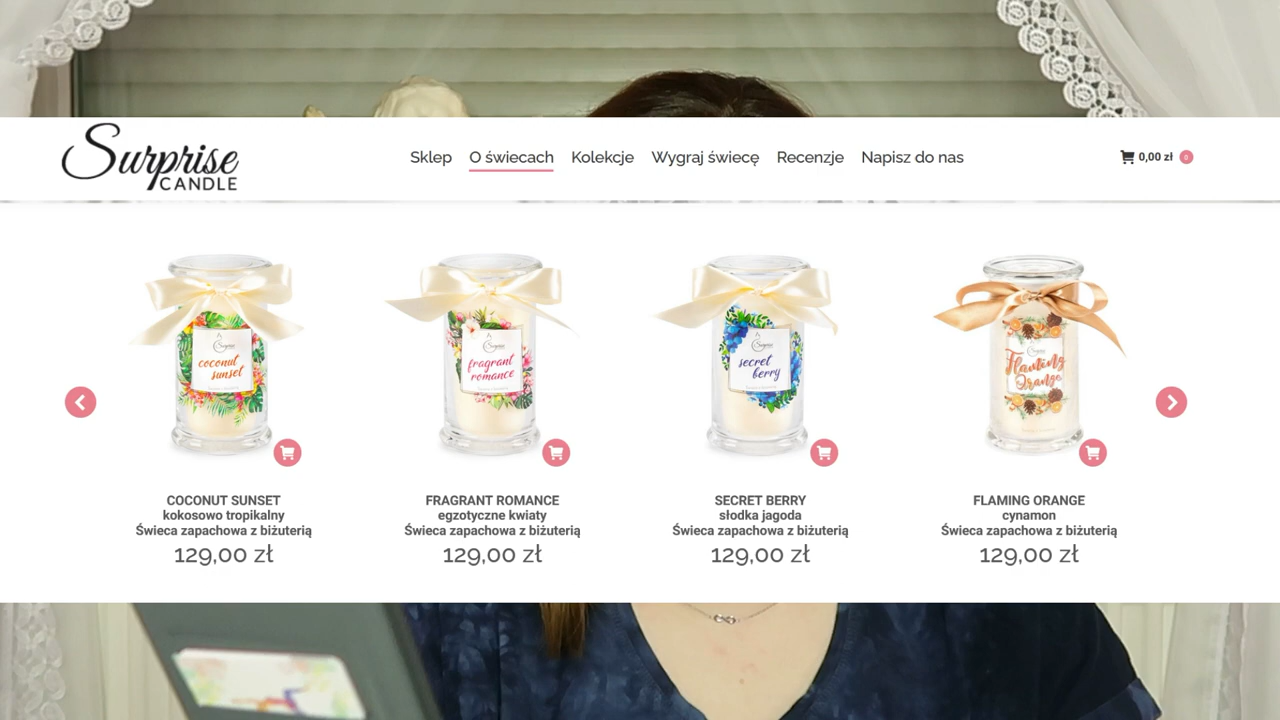 Surprise
CANDLE
Sklep O świecach Kolekcje Wygraj świecę Recenzje Napisz do nas
0,00 zł 0
coconut
sunset
fragrant
romance
secret
berry
Surprise
Flaming
Orange
COCONUT SUNSET
kokosowo tropikalny
Świeca zapachowa z biżuterią
129,00 zł
FRAGRANT ROMANCE
egzotyczne kwiaty
Świeca zapachowa z biżuterią
129,00 zł
SECRET BERRY
słodka jagoda
Świeca zapachowa z biżuterią
129,00 zł
FLAMING ORANGE
cynamon
Świeca zapachowa z biżuterią
129,00 zł